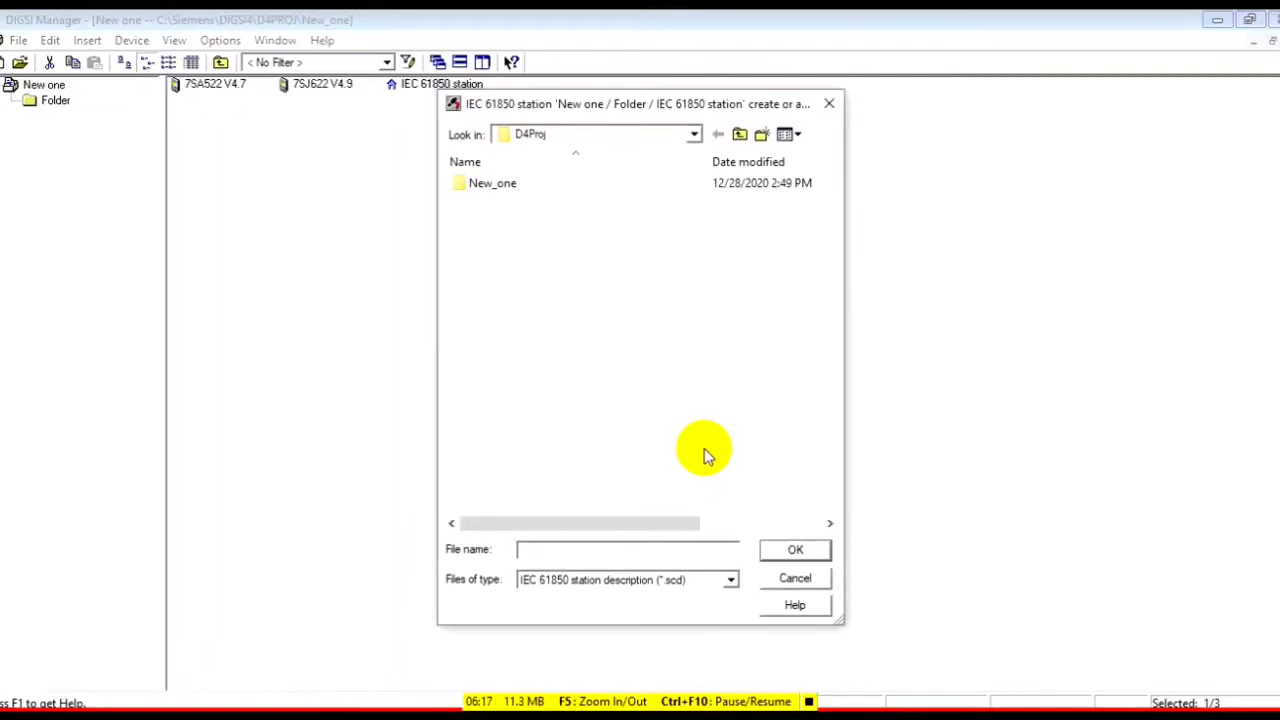 DIGSI Manager - [New one -- C:\Siemens\DIGSI4\D4PROJ\New_one]
File Edit Insert Device View Options Window Help
< No Filter >
New one
Folder
7SA522 V4.7 7SJ622 V4.9 IEC 61850 station
IEC 61850 station 'New one / Folder / IEC 61850 station' create or a...
Look in: D4Proj
Name Date modified
New_one 12/28/2020 2:49 PM
File name: OK
Files of type: IEC 61850 station description (*.scd) Cancel
Help
ss F1 to get Help.
06:17 11.3 MB F5: Zoom In/Out Ctrl+F10: Pause/Resume
Selected: 1/3